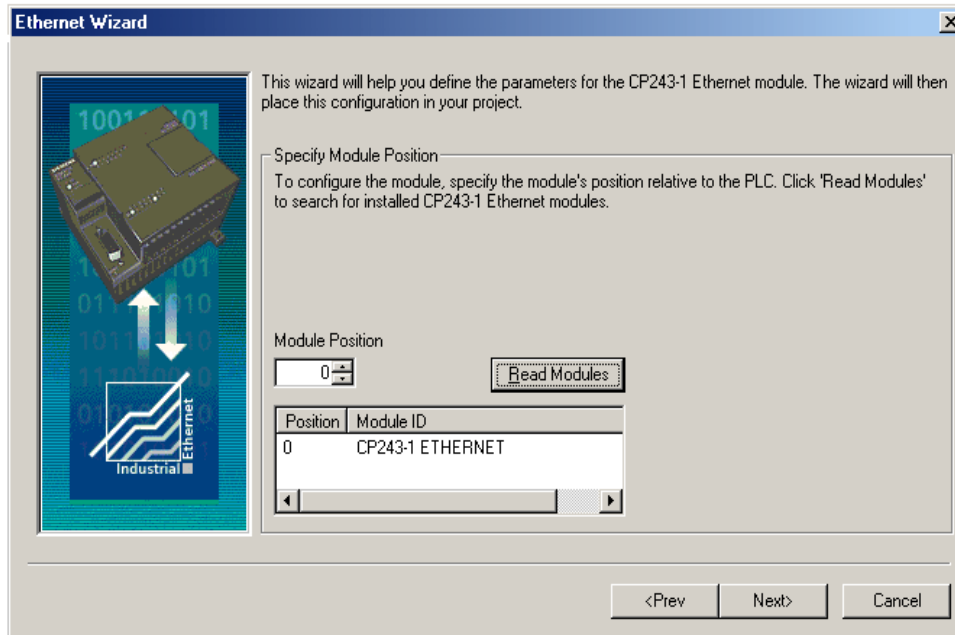 Ethernet Wizard
This wizard will help you define the parameters for the CP243-1 Ethernet module. The wizard will then
place this configuration in your project.
Specify Module Position
To configure the module, specify the module's position relative to the PLC. Click 'Read Modules'
to search for installed CP243-1 Ethernet modules.
Module Position
0
Read Modules
Position Module ID
0 CP243-1 ETHERNET
Industrial
Ethernet
<Prev
Next>
Cancel